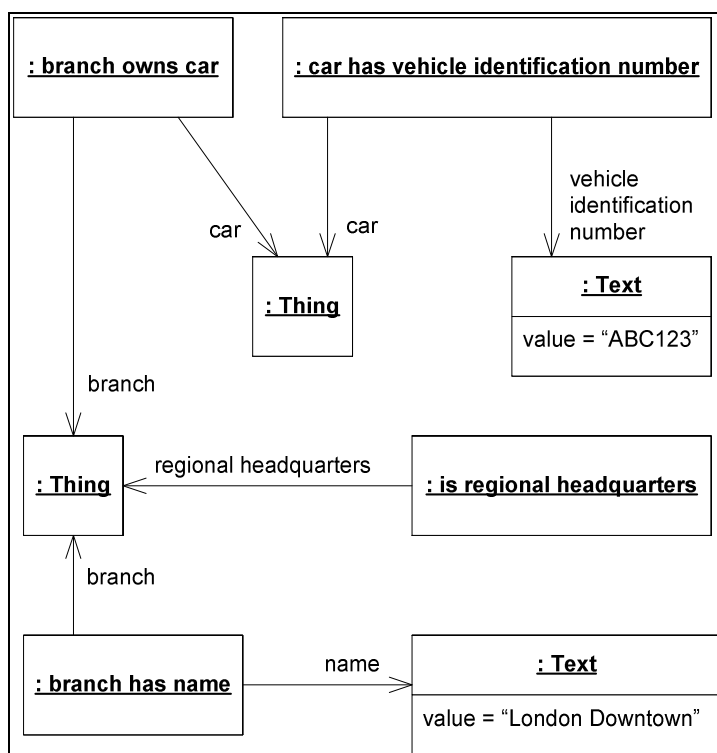 : branch owns car
: car has vehicle identification number
vehicle
identification
number
car
car
: Thing
: Text
value = “ABC123”
branch
: Thing
regional headquarters
: is regional headquarters
branch
: branch has name
name
: Text
value = “London Downtown”